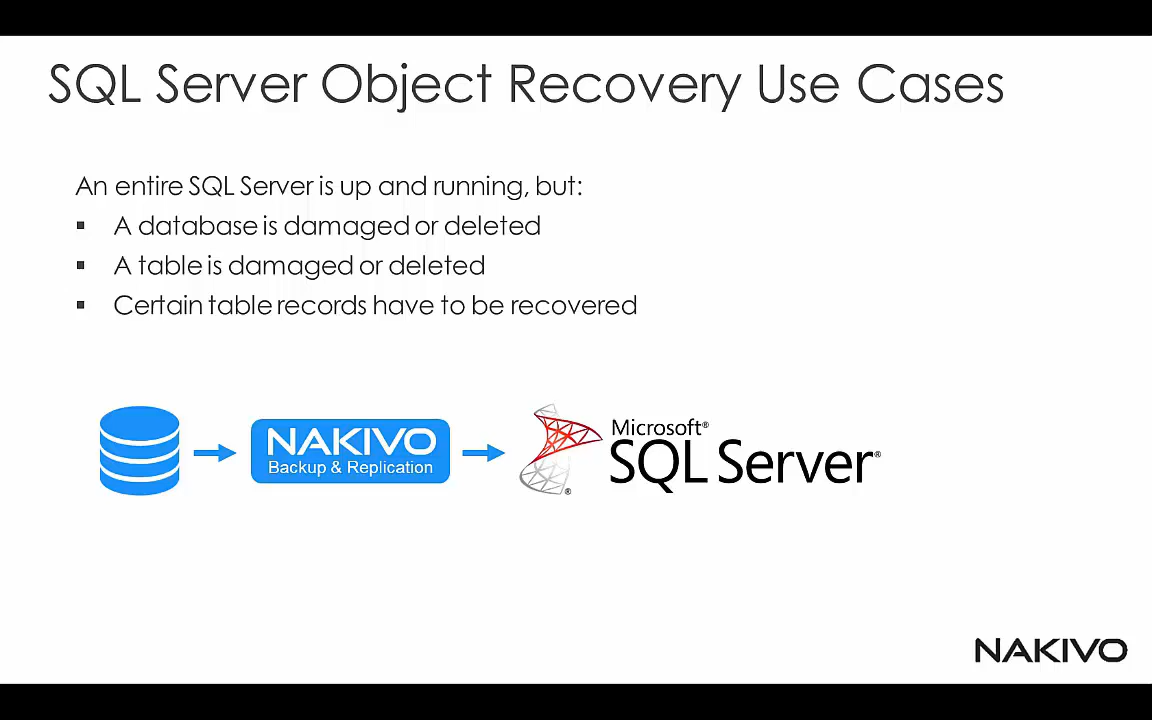 SQL Server Object Recovery Use Cases
An entire SQL Server is up and running, but:
▪ A database is damaged or deleted
▪ A table is damaged or deleted
▪ Certain table records have to be recovered
NAKIVO
Backup & Replication
Microsoft®
SQL Server®
®
NAKIVO